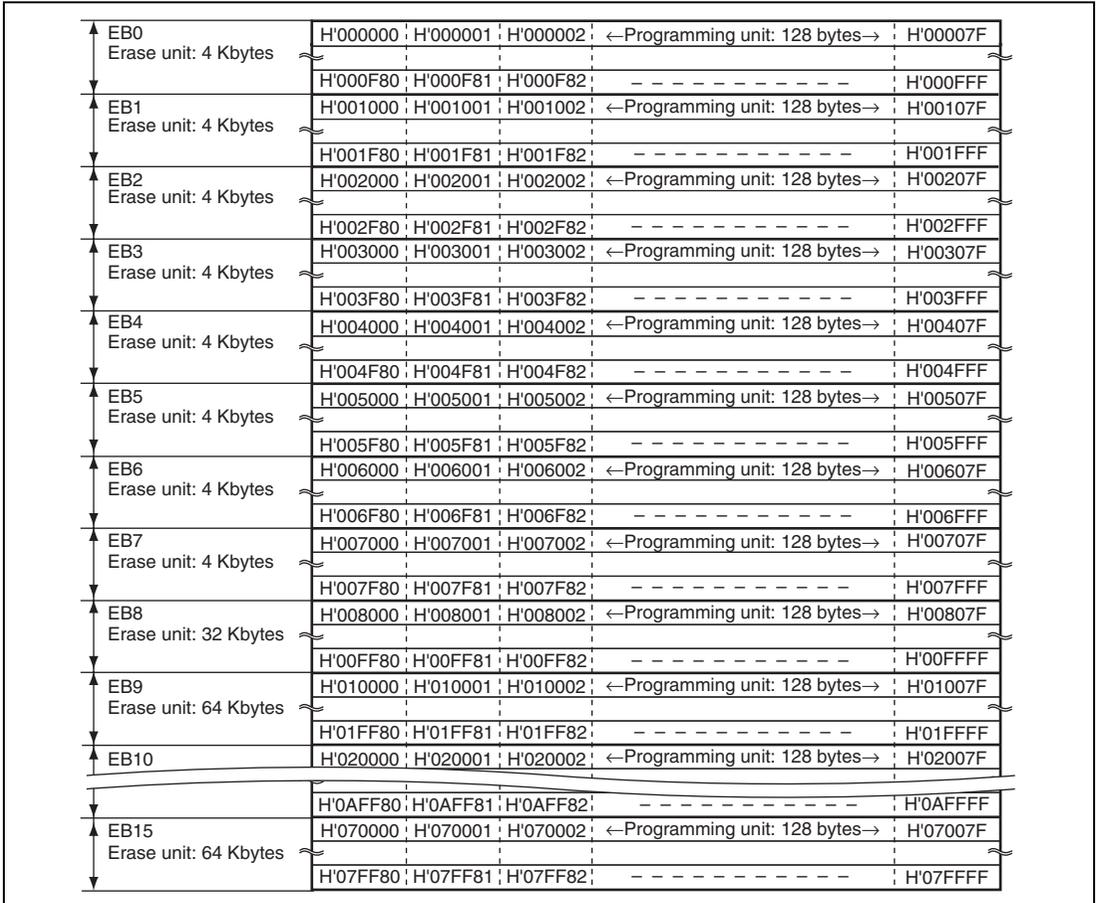 EB0 H'000000 H'000001 H'000002 ←Programming unit: 128 bytes→ H'00007F
Erase unit: 4 Kbytes
H'000F80 H'000F81 H'000F82 – – – – – – – – – – – H'000FFF
EB1 H'001000 H'001001 H'001002 ←Programming unit: 128 bytes→ H'00107F
Erase unit: 4 Kbytes
H'001F80 H'001F81 H'001F82 – – – – – – – – – – – H'001FFF
EB2 H'002000 H'002001 H'002002 ←Programming unit: 128 bytes→ H'00207F
Erase unit: 4 Kbytes
H'002F80 H'002F81 H'002F82 – – – – – – – – – – – H'002FFF
EB3 H'003000 H'003001 H'003002 ←Programming unit: 128 bytes→ H'00307F
Erase unit: 4 Kbytes
H'003F80 H'003F81 H'003F82 – – – – – – – – – – – H'003FFF
EB4 H'004000 H'004001 H'004002 ←Programming unit: 128 bytes→ H'00407F
Erase unit: 4 Kbytes
H'004F80 H'004F81 H'004F82 – – – – – – – – – – – H'004FFF
EB5 H'005000 H'005001 H'005002 ←Programming unit: 128 bytes→ H'00507F
Erase unit: 4 Kbytes
H'005F80 H'005F81 H'005F82 – – – – – – – – – – – H'005FFF
EB6 H'006000 H'006001 H'006002 ←Programming unit: 128 bytes→ H'00607F
Erase unit: 4 Kbytes
H'006F80 H'006F81 H'006F82 – – – – – – – – – – – H'006FFF
EB7 H'007000 H'007001 H'007002 ←Programming unit: 128 bytes→ H'00707F
Erase unit: 4 Kbytes
H'007F80 H'007F81 H'007F82 – – – – – – – – – – – H'007FFF
EB8 H'008000 H'008001 H'008002 ←Programming unit: 128 bytes→ H'00807F
Erase unit: 32 Kbytes
H'00FF80 H'00FF81 H'00FF82 – – – – – – – – – – – H'00FFFF
EB9 H'010000 H'010001 H'010002 ←Programming unit: 128 bytes→ H'01007F
Erase unit: 64 Kbytes
H'01FF80 H'01FF81 H'01FF82 – – – – – – – – – – – H'01FFFF
EB10 H'020000 H'020001 H'020002 ←Programming unit: 128 bytes→ H'02007F
H'0AFF80 H'0AFF81 H'0AFF82 – – – – – – – – – – – H'0AFFFF
EB15 H'070000 H'070001 H'070002 ←Programming unit: 128 bytes→ H'07007F
Erase unit: 64 Kbytes
H'07FF80 H'07FF81 H'07FF82 – – – – – – – – – – – H'07FFFF